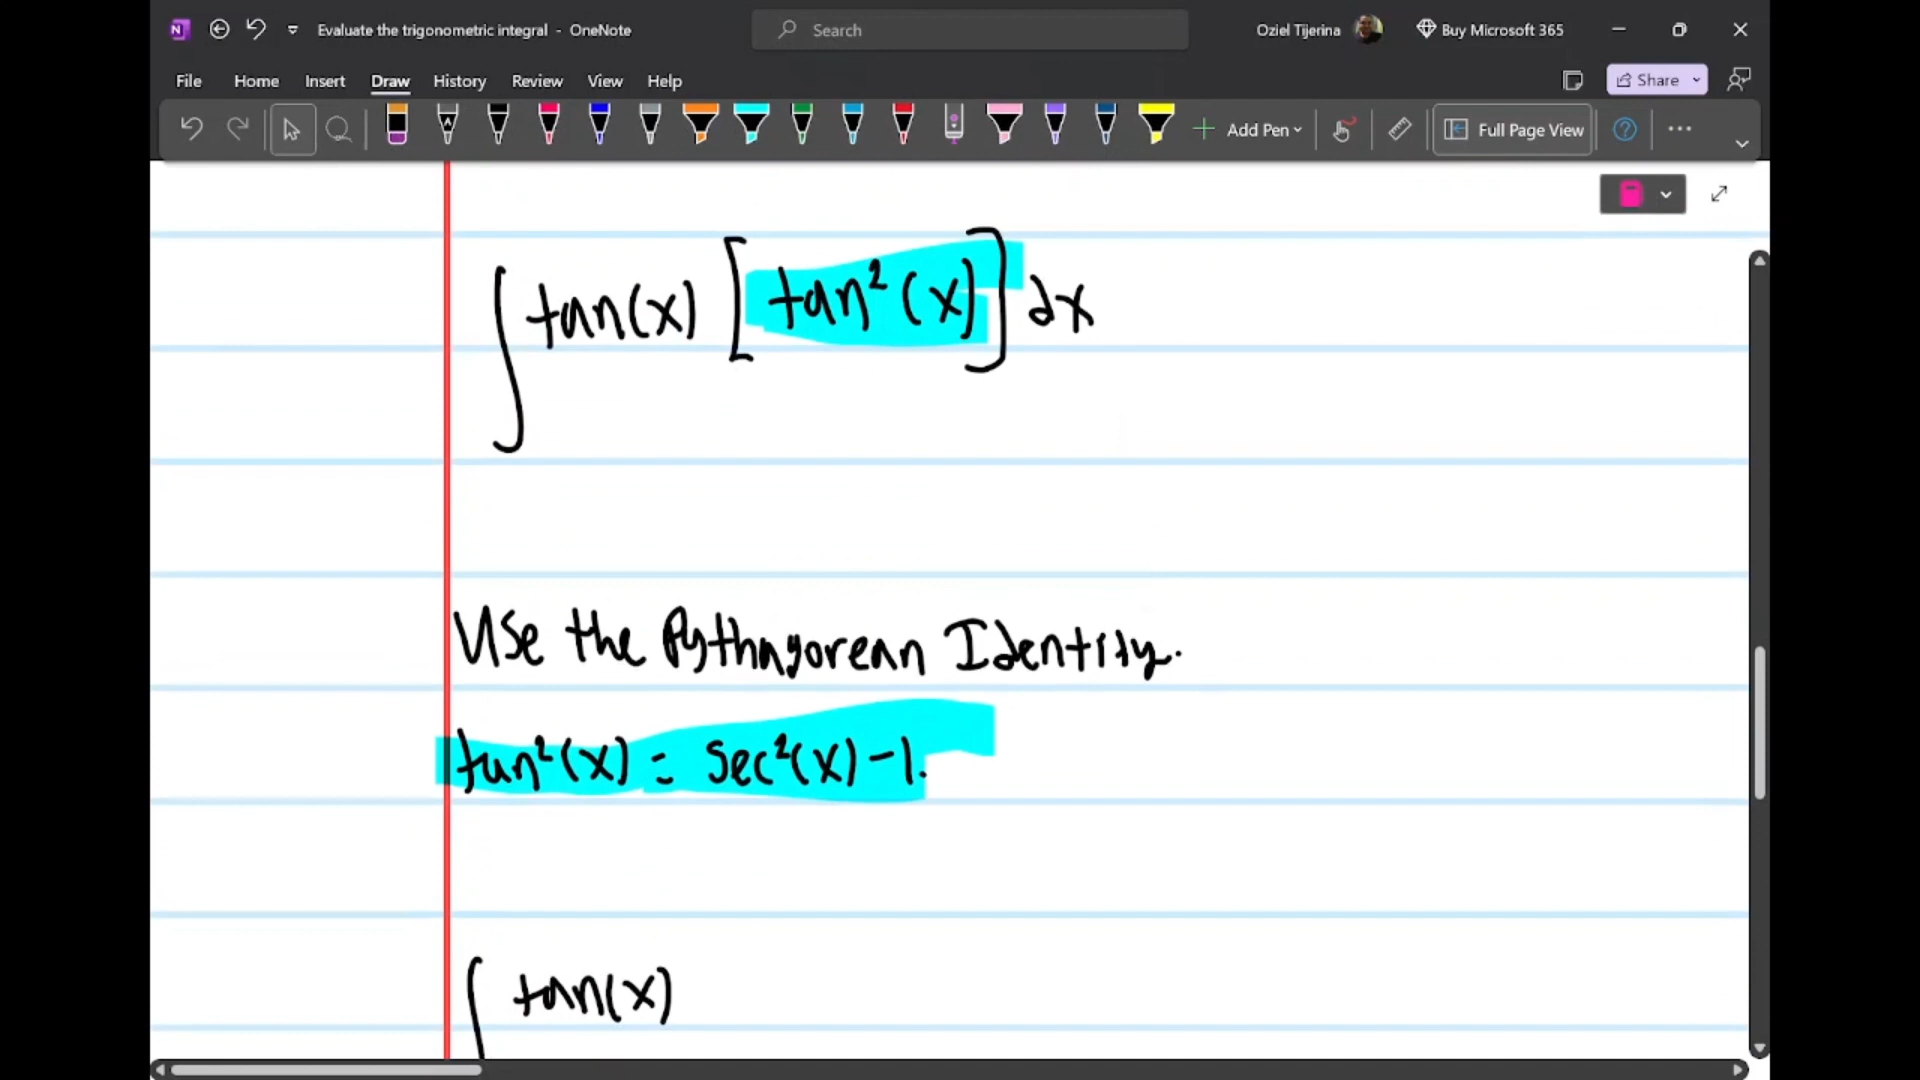 Evaluate the trigonometric integral - OneNote
Search
Oziel Tijerina
Buy Microsoft 365
File Home Insert Draw History Review View Help
Share
Add Pen
Full Page View
∫ tan(x) [tan²(x)] dx
Use the Pythagorean Identity.
tan²(x) = sec²(x) - 1.
∫ tan(x)